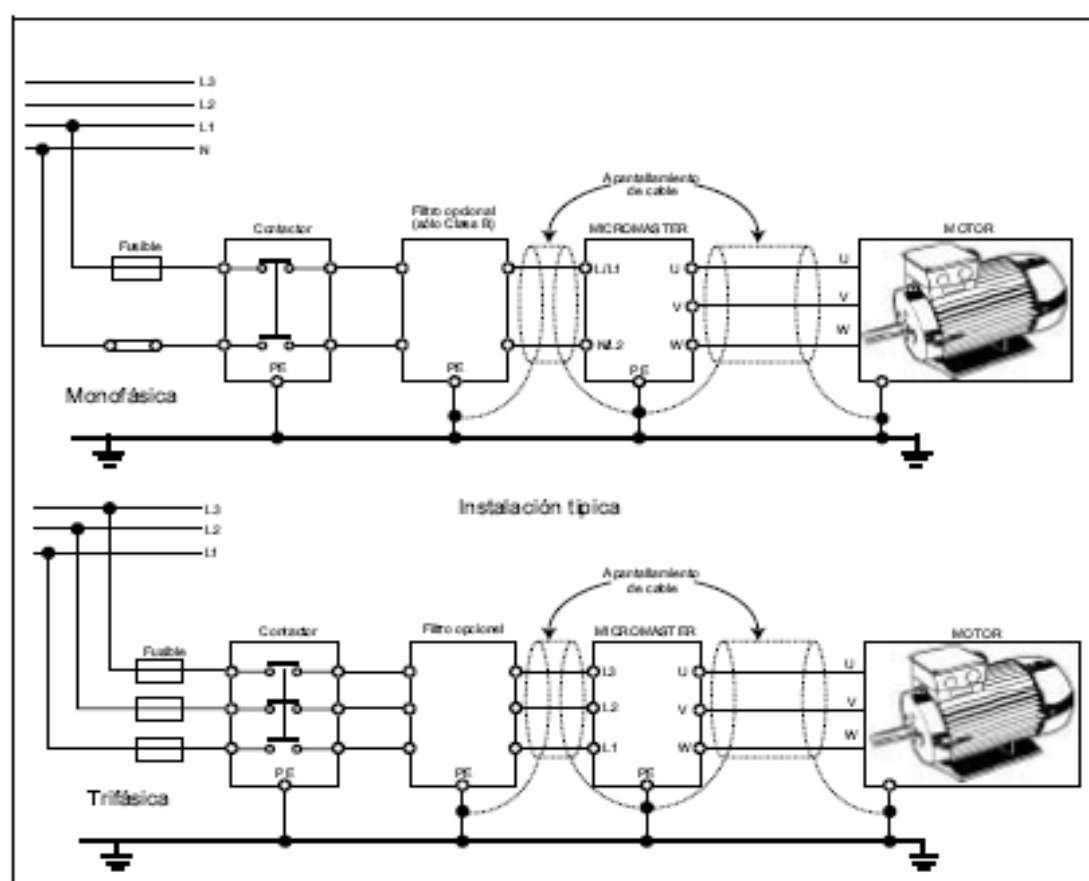 L3
L2
L1
N
Apantallamiento
de cable
Filtro opcional
(sólo Clase B)
Contactor
MICROMASTER
MOTOR
Fusible
L/L1
U
U
V
V
W
N/L2
W
PE
PE
PE
Monofásica
Instalación típica
L3
L2
L1
Apantallamiento
de cable
Contactor
Filtro opcional
MICROMASTER
MOTOR
Fusible
L3
U
U
L2
V
V
W
L1
W
PE
PE
PE
Trifásica